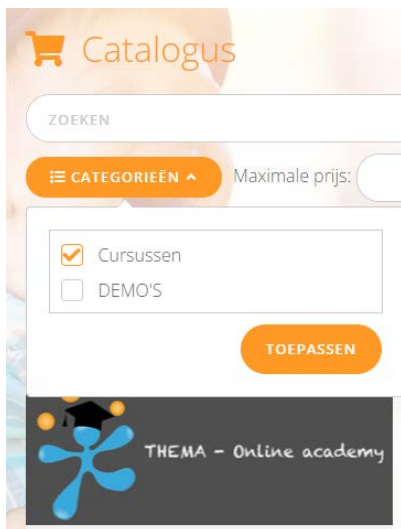 Catalogus
ZOEKEN
CATEGORIEËN Maximale prijs:
Cursussen
DEMO'S
TOEPASSEN
THEMA - Online academy